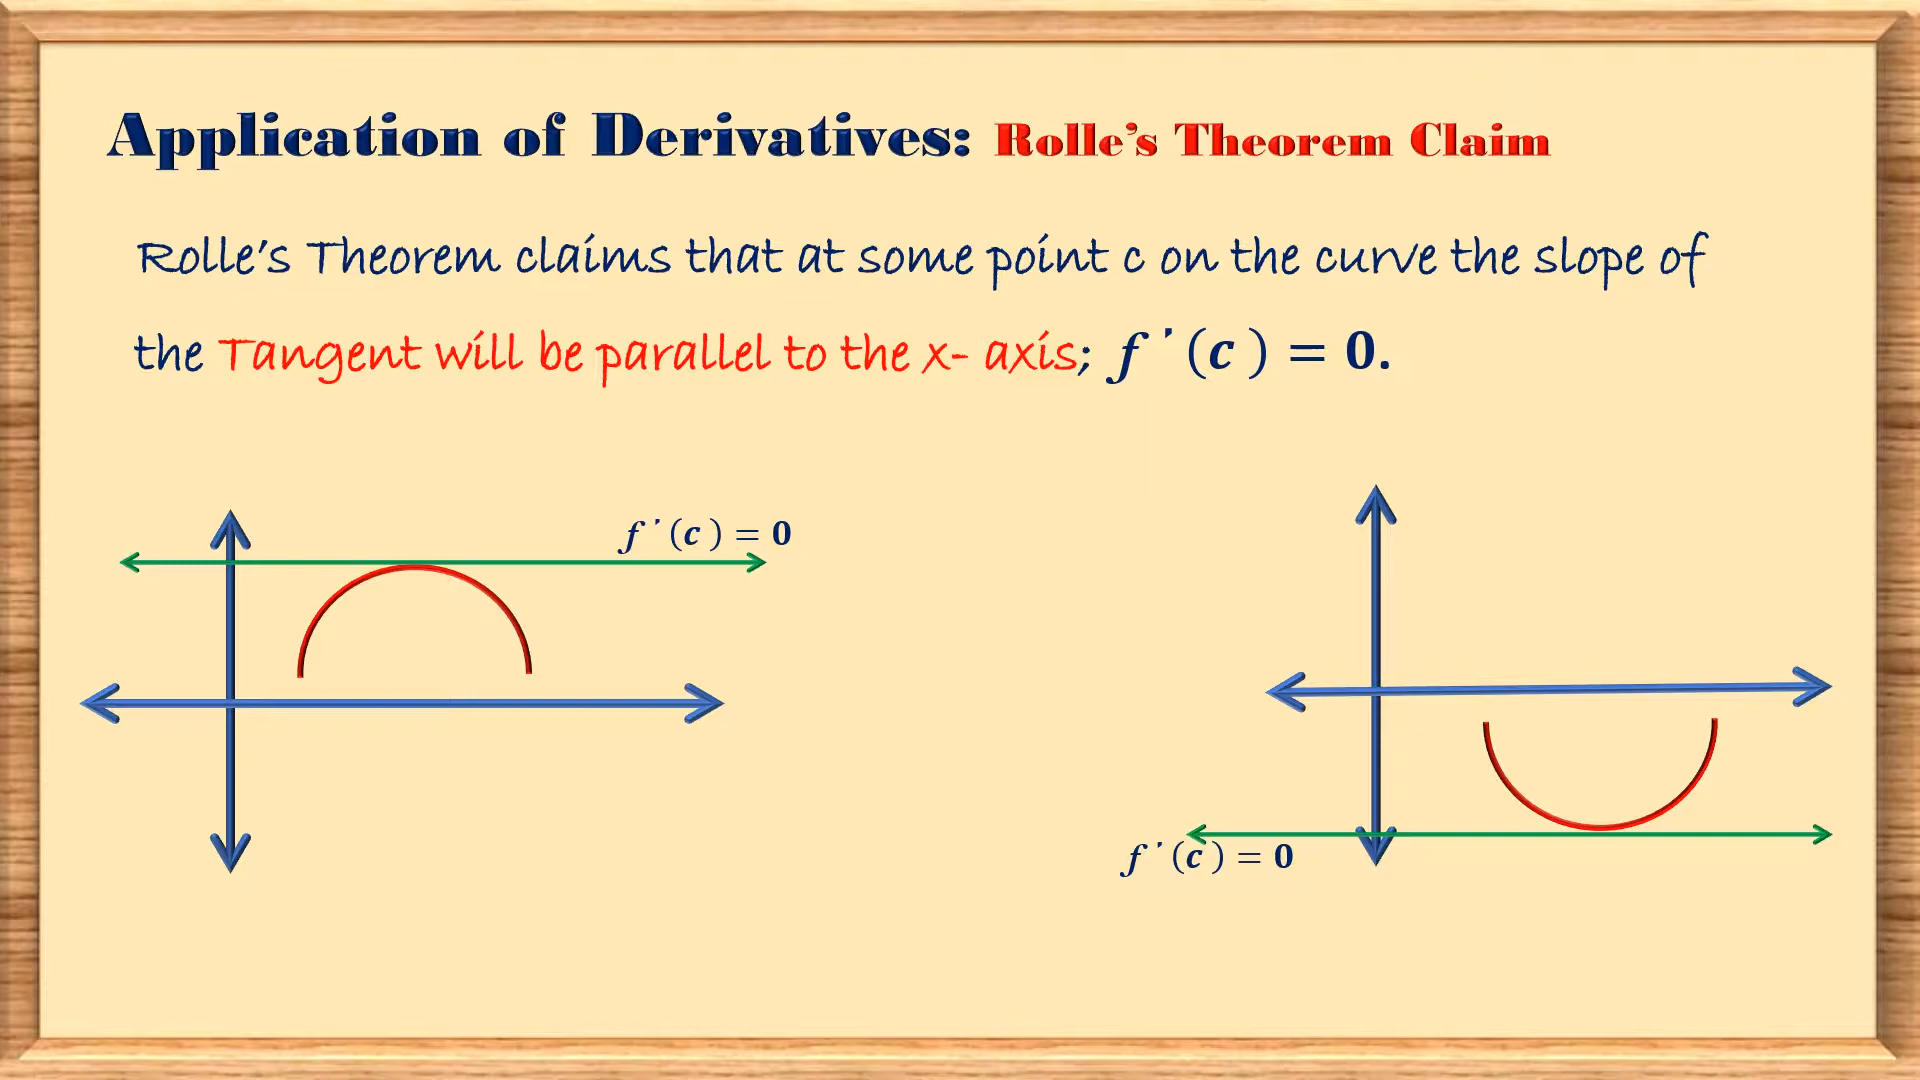 Application of Derivatives: Rolle's Theorem Claim
Rolle's Theorem claims that at some point c on the curve the slope of
the Tangent will be parallel to the x- axis; f ′(c) = 0.
f ′(c) = 0
f ′(c) = 0